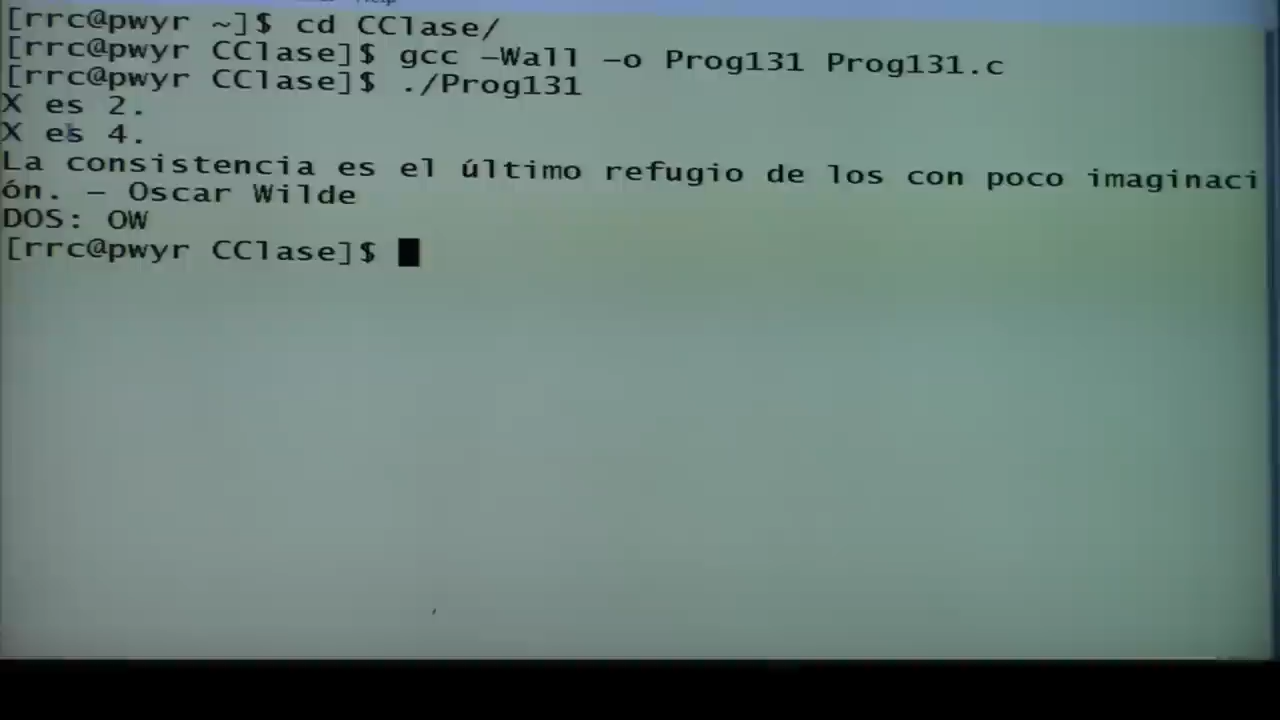 [rrc@pwyr ~]$ cd CClase/
[rrc@pwyr CClase]$ gcc -Wall -o Prog131 Prog131.c
[rrc@pwyr CClase]$ ./Prog131
X es 2.
X es 4.
La consistencia es el último refugio de los con poco imaginaci
ón. - Oscar Wilde
DOS: OW
[rrc@pwyr CClase]$